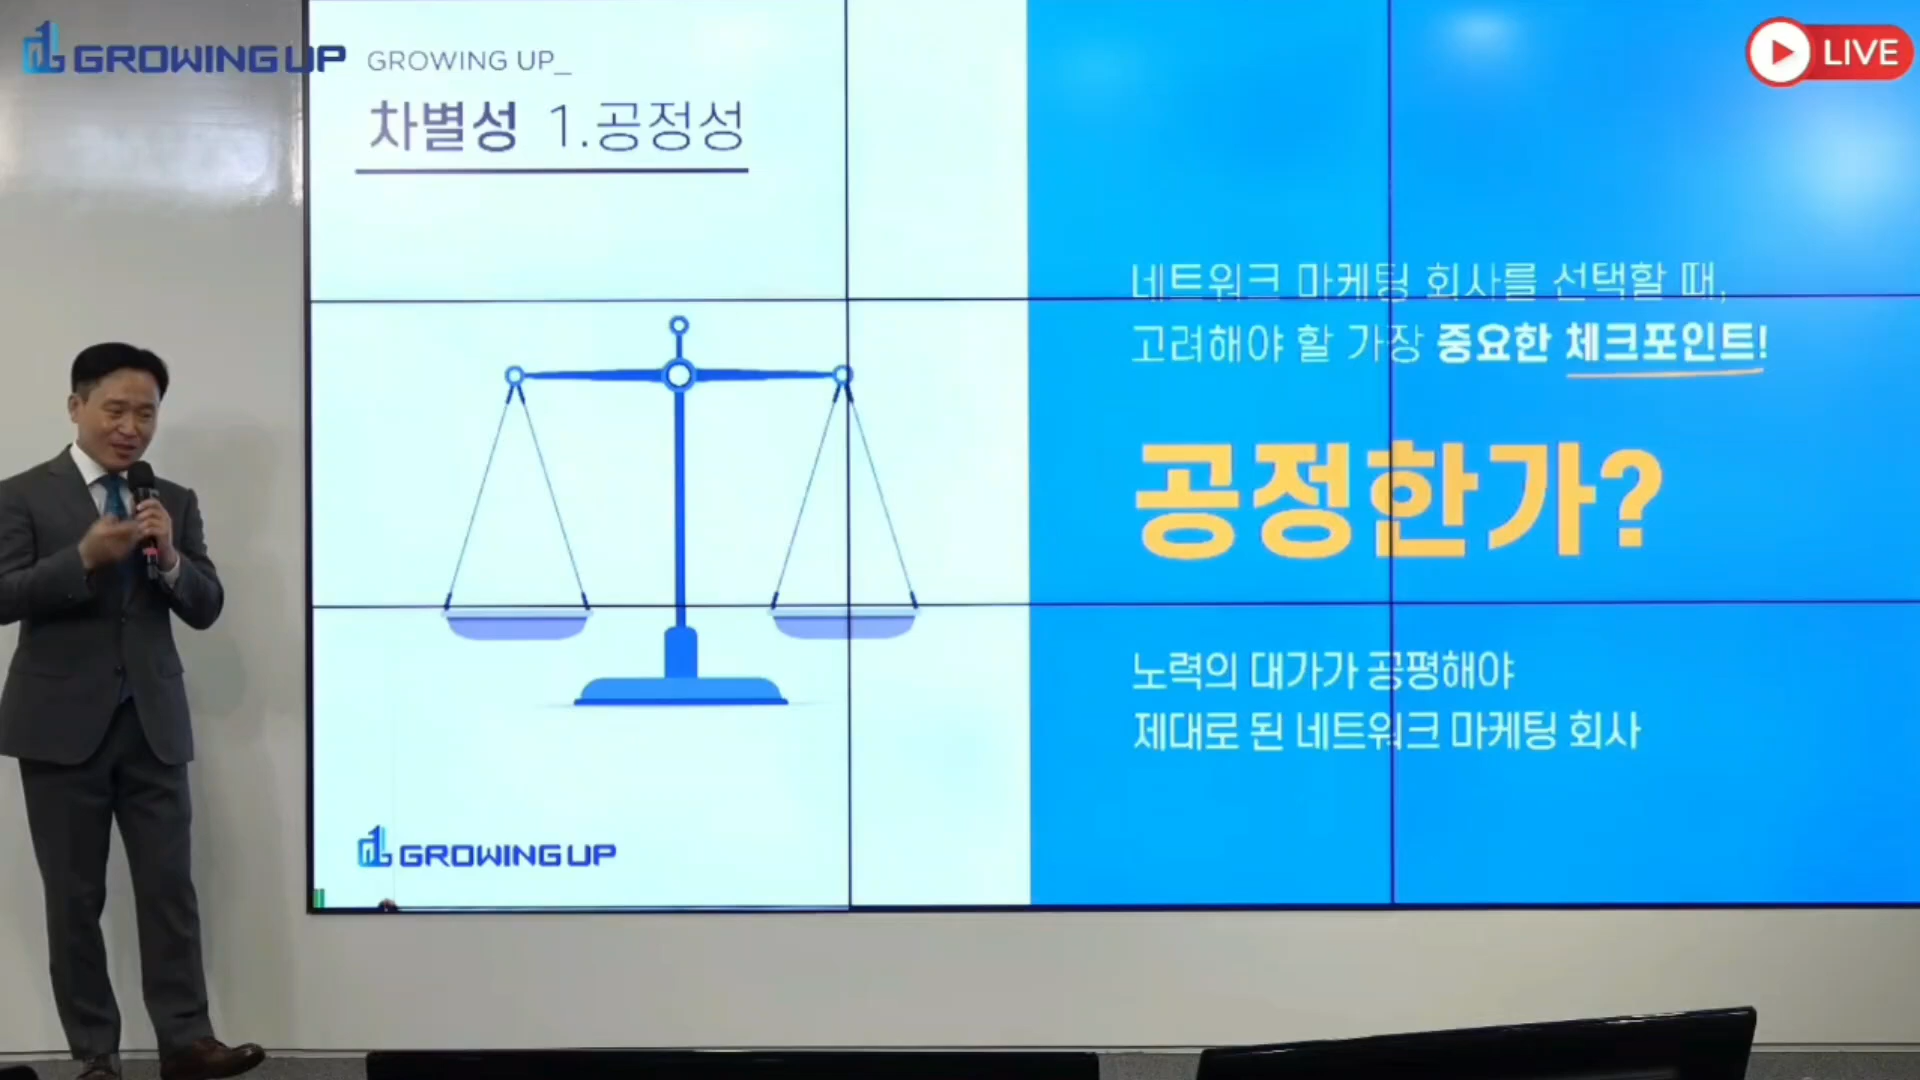 GROWING UP
GROWING UP_
LIVE
차별성 1.공정성
네트워크 마케팅 회사를 선택할 때,
고려해야 할 가장 중요한 체크포인트!
공정한가?
노력의 대가가 공평해야
제대로 된 네트워크 마케팅 회사
GROWING UP